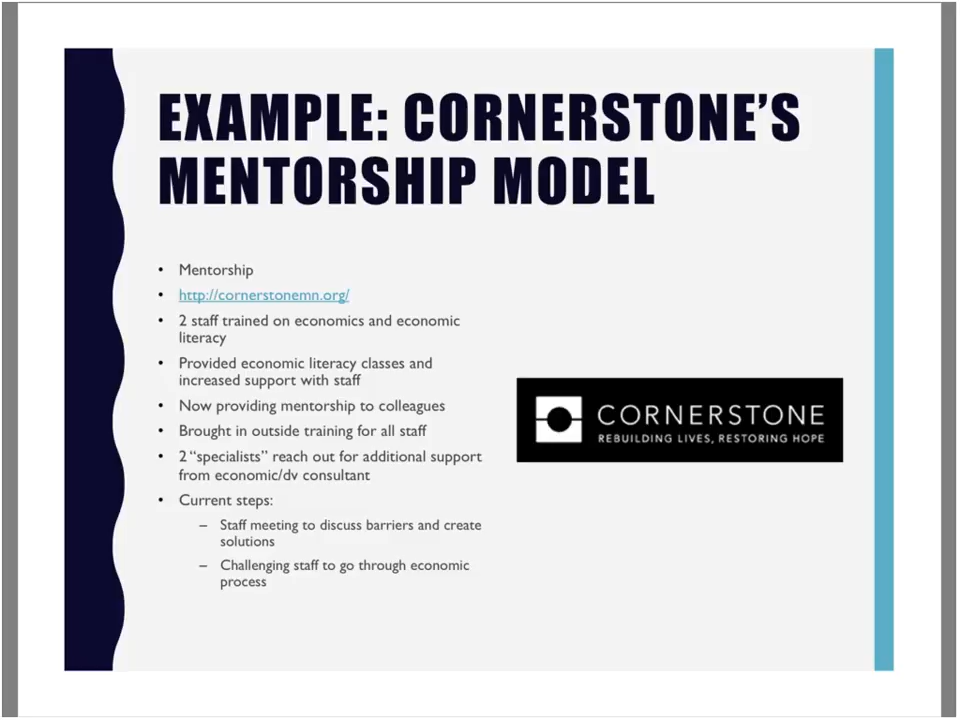 EXAMPLE: CORNERSTONE'S
MENTORSHIP MODEL
• Mentorship
• http://cornerstonemn.org/
• 2 staff trained on economics and economic
literacy
• Provided economic literacy classes and
increased support with staff
• Now providing mentorship to colleagues
• Brought in outside training for all staff
• 2 “specialists” reach out for additional support
from economic/dv consultant
• Current steps:
– Staff meeting to discuss barriers and create
solutions
– Challenging staff to go through economic
process
CORNERSTONE
REBUILDING LIVES, RESTORING HOPE